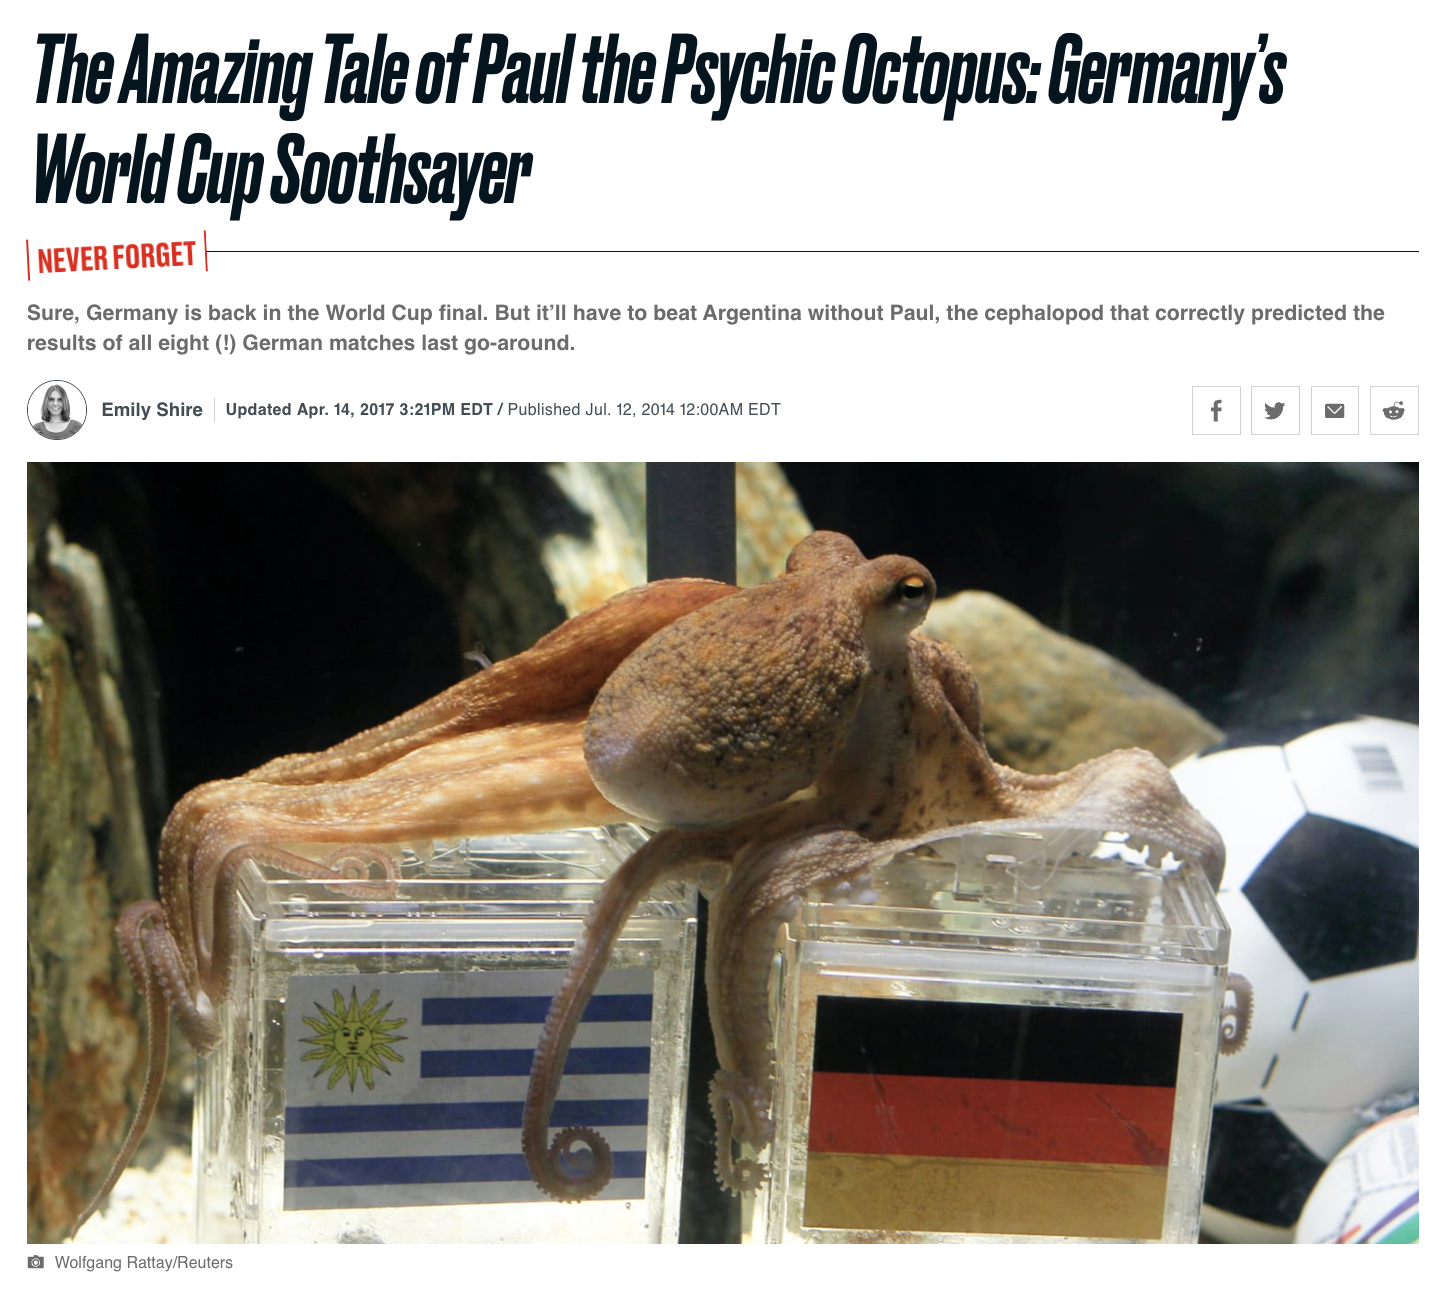 The Amazing Tale of Paul the Psychic Octopus: Germany’s
World Cup Soothsayer
NEVER FORGET
Sure, Germany is back in the World Cup final. But it’ll have to beat Argentina without Paul, the cephalopod that correctly predicted the
results of all eight (!) German matches last go-around.
Emily Shire
Updated Apr. 14, 2017 3:21PM EDT / Published Jul. 12, 2014 12:00AM EDT
Wolfgang Rattay/Reuters